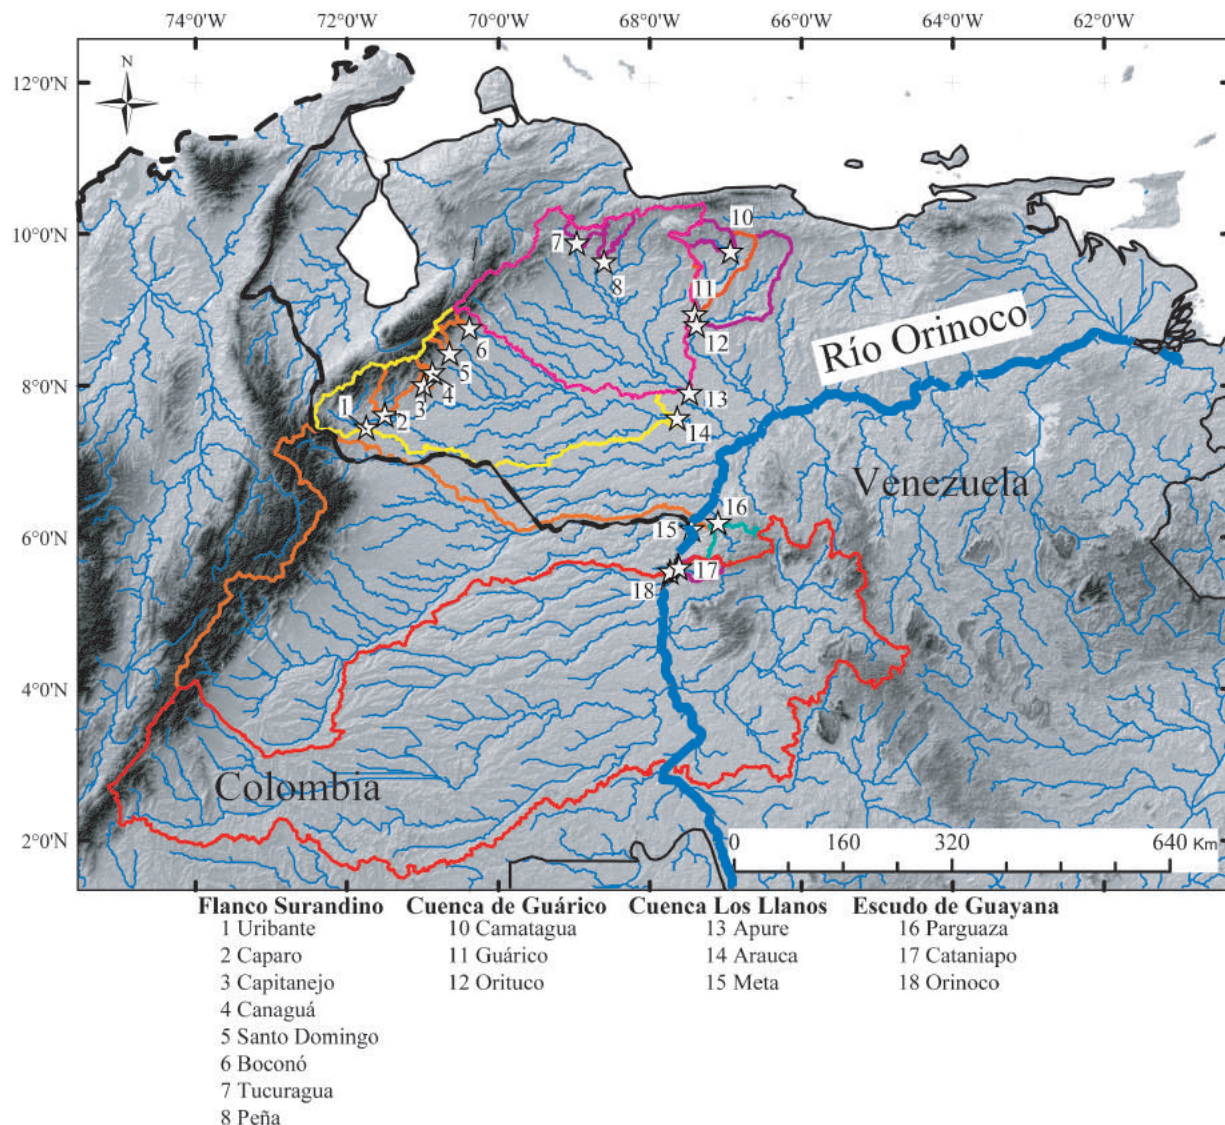 74°0'W 72°0'W 70°0'W 68°0'W 66°0'W 64°0'W 62°0'W
12°0'N
10°0'N
8°0'N
6°0'N
4°0'N
2°0'N
N
10
7
8
11
12
Río Orinoco
6
5
4
3
2
1
13
14
Venezuela
16
15
17
18
Colombia
0 160 320 640 Km
Flanco Surandino Cuenca de Guárico Cuenca Los Llanos Escudo de Guayana
1 Uribante 10 Camatagua 13 Apure 16 Parguaza
2 Caparo 11 Guárico 14 Arauca 17 Cataniapo
3 Capitanejo 12 Orituco 15 Meta 18 Orinoco
4 Canaguá
5 Santo Domingo
6 Boconó
7 Tucuragua
8 Peña